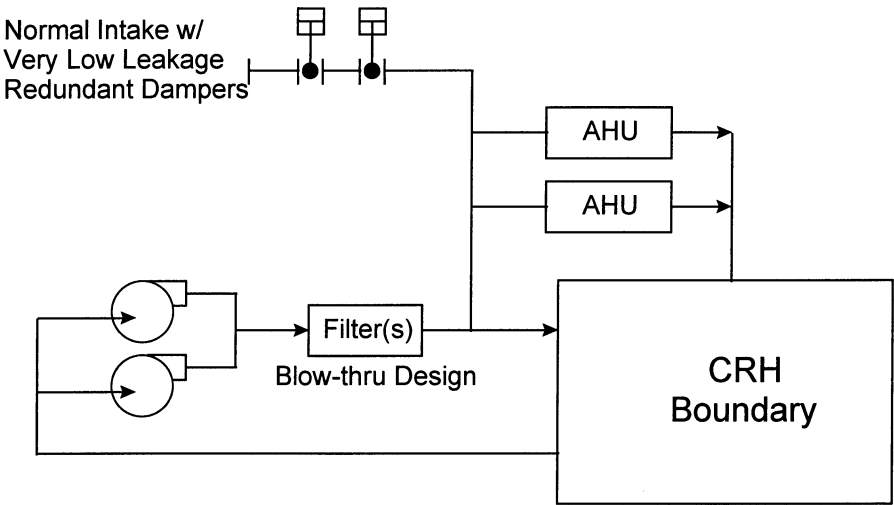 Normal Intake w/
Very Low Leakage
Redundant Dampers
AHU
AHU
Filter(s)
Blow-thru Design
CRH
Boundary